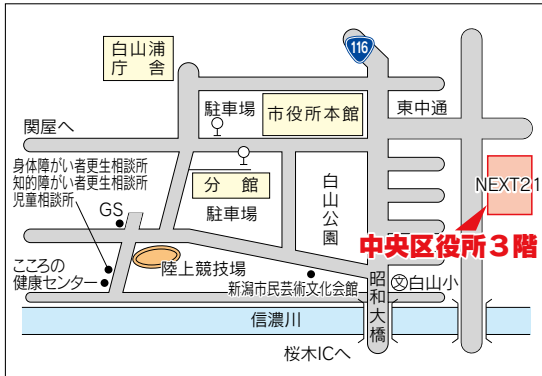 116
白山浦
庁舎
駐車場
市役所本館
東中通
関屋へ
身体障がい者更生相談所
知的障がい者更生相談所
児童相談所
分館
駐車場
白山公園
NEXT21
GS
中央区役所3階
こころの
健康センター
陸上競技場
新潟市民芸術文化会館
昭和大橋
文白山小
信濃川
桜木ICへ